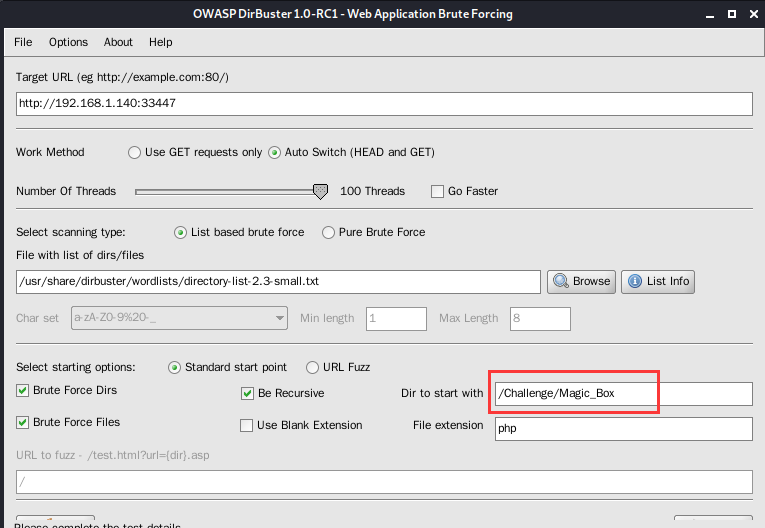 OWASP DirBuster 1.0-RC1 - Web Application Brute Forcing
File Options About Help
Target URL (eg http://example.com:80/)
http://192.168.1.140:33447
Work Method Use GET requests only Auto Switch (HEAD and GET)
Number Of Threads 100 Threads Go Faster
Select scanning type: List based brute force Pure Brute Force
File with list of dirs/files
/usr/share/dirbuster/wordlists/directory-list-2.3-small.txt Browse List Info
Char set a-zA-Z0-9%20-_ Min length 1 Max Length 8
Select starting options: Standard start point URL Fuzz
Brute Force Dirs Be Recursive Dir to start with /Challenge/Magic_Box
Brute Force Files Use Blank Extension File extension php
URL to fuzz - /test.html?url={dir}.asp
/
Please complete the test details